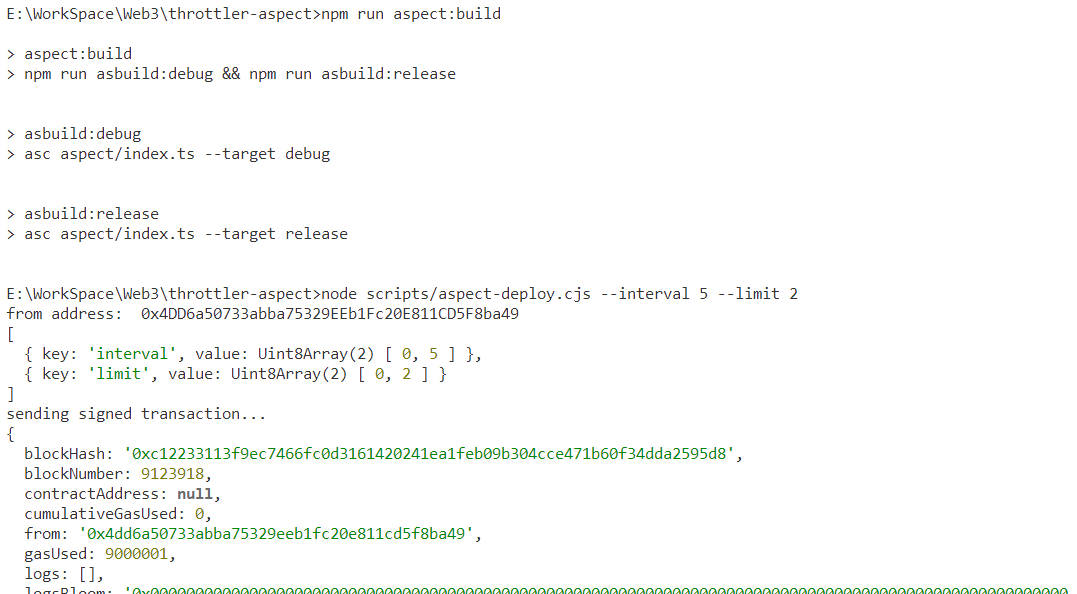 E:\WorkSpace\Web3\throttler-aspect>npm run aspect:build
> aspect:build
> npm run asbuild:debug && npm run asbuild:release
> asbuild:debug
> asc aspect/index.ts --target debug
> asbuild:release
> asc aspect/index.ts --target release
E:\WorkSpace\Web3\throttler-aspect>node scripts/aspect-deploy.cjs --interval 5 --limit 2
from address:  0x4DD6a50733abba75329EEb1Fc20E811CD5F8ba49
[
  { key: 'interval', value: Uint8Array(2) [ 0, 5 ] },
  { key: 'limit', value: Uint8Array(2) [ 0, 2 ] }
]
sending signed transaction...
{
  blockHash: '0xc12233113f9ec7466fc0d3161420241ea1feb09b304cce471b60f34dda2595d8',
  blockNumber: 9123918,
  contractAddress: null,
  cumulativeGasUsed: 0,
  from: '0x4dd6a50733abba75329eeb1fc20e811cd5f8ba49',
  gasUsed: 9000001,
  logs: [],
  logsBloom: